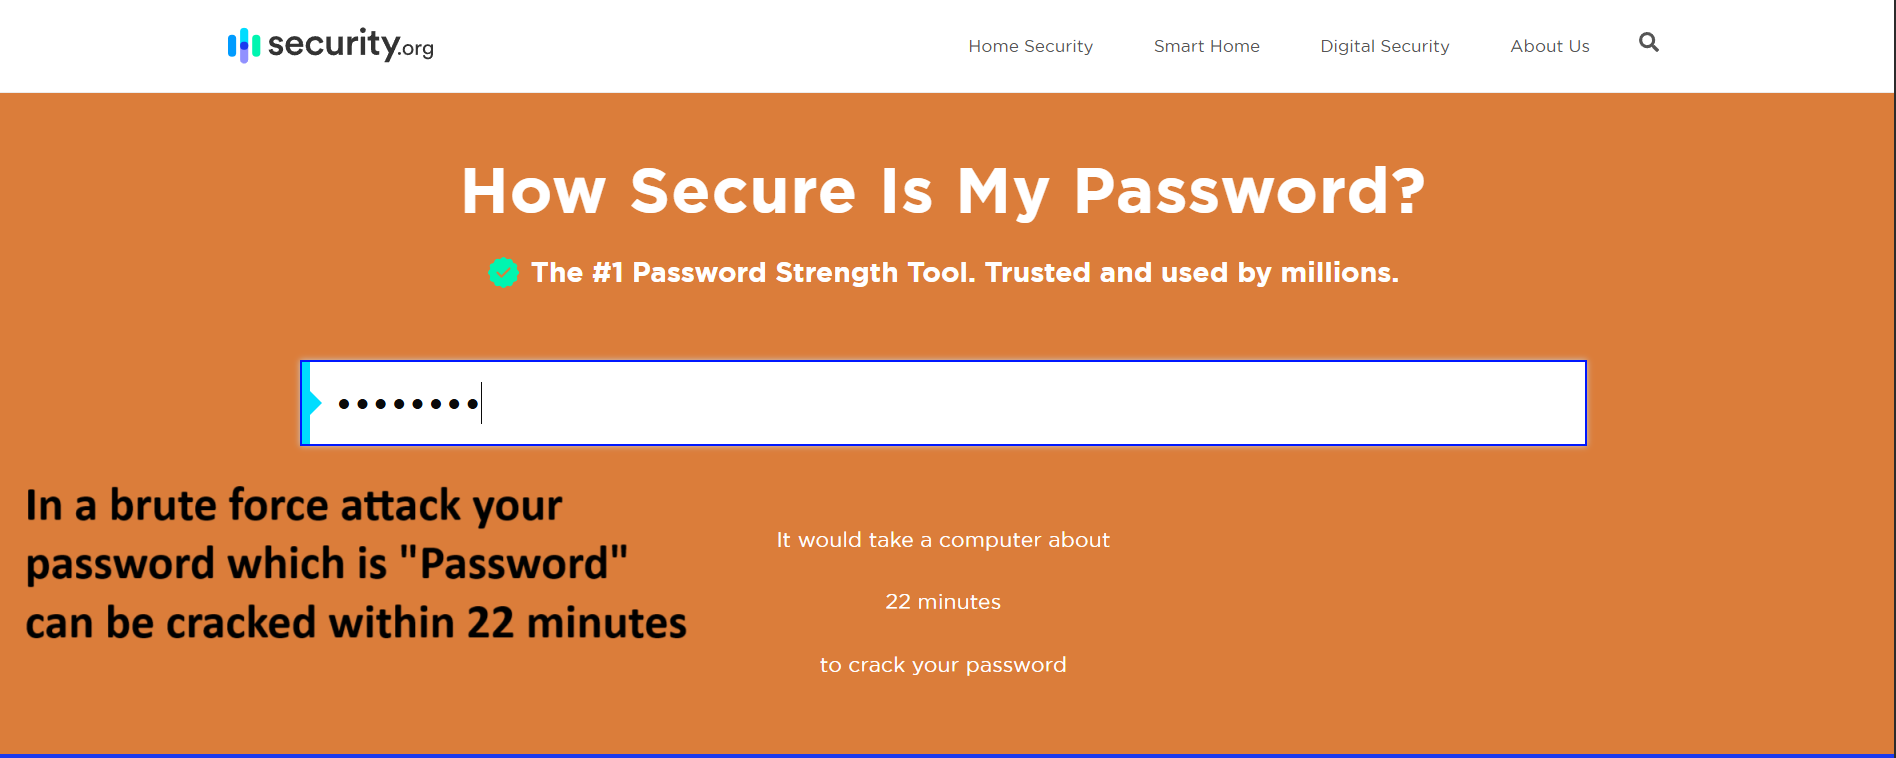 security.org
Home Security
Smart Home
Digital Security
About Us
How Secure Is My Password?
The #1 Password Strength Tool. Trusted and used by millions.
••••••••
In a brute force attack your
password which is "Password"
can be cracked within 22 minutes
It would take a computer about
22 minutes
to crack your password